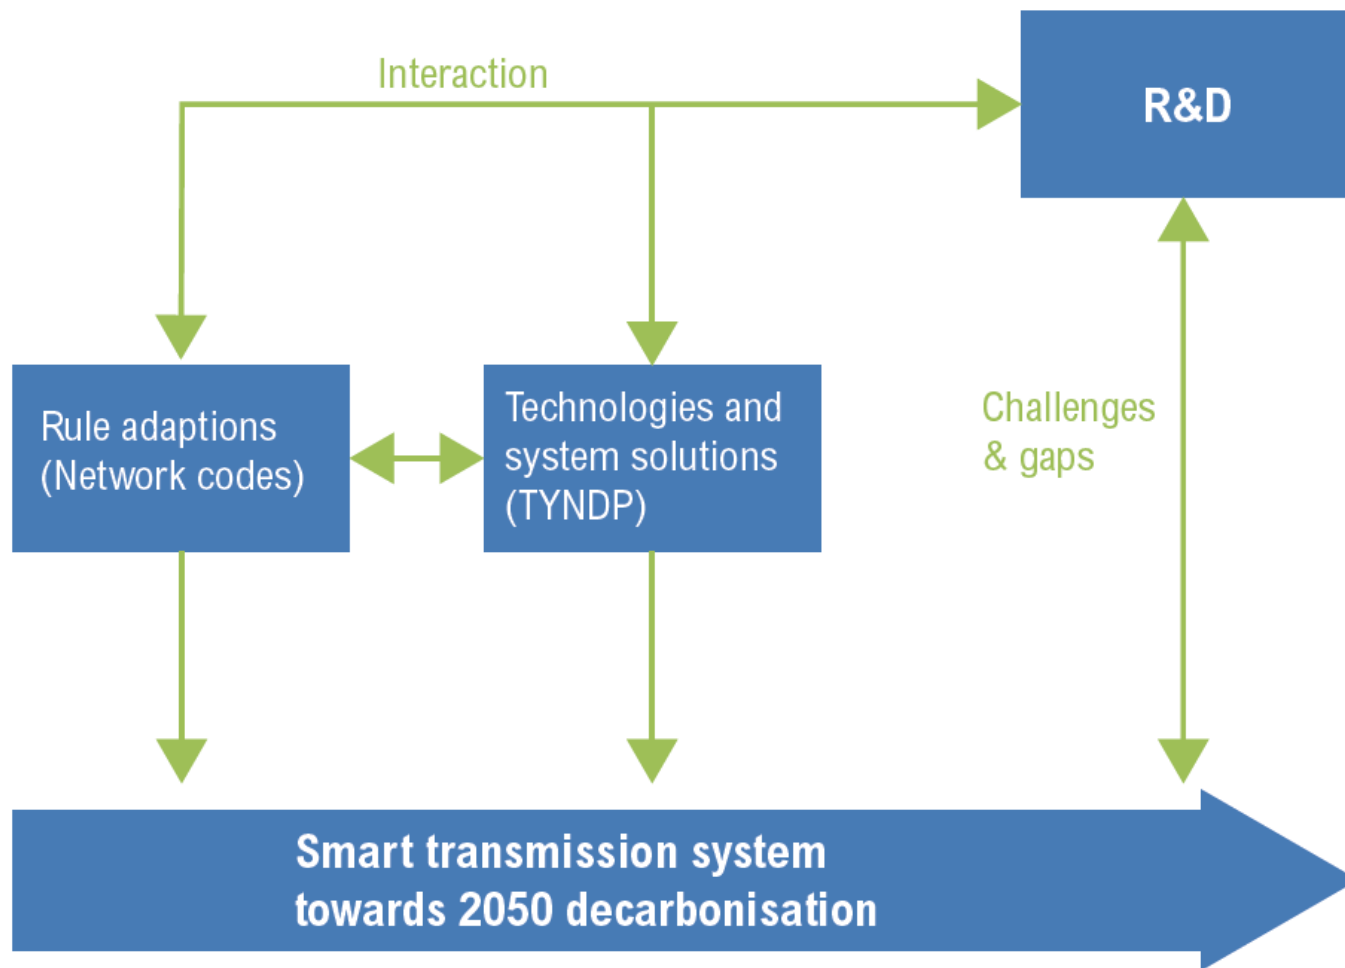 Interaction
R&D
Rule adaptions
(Network codes)
Technologies and
system solutions
(TYNDP)
Challenges
& gaps
Smart transmission system
towards 2050 decarbonisation